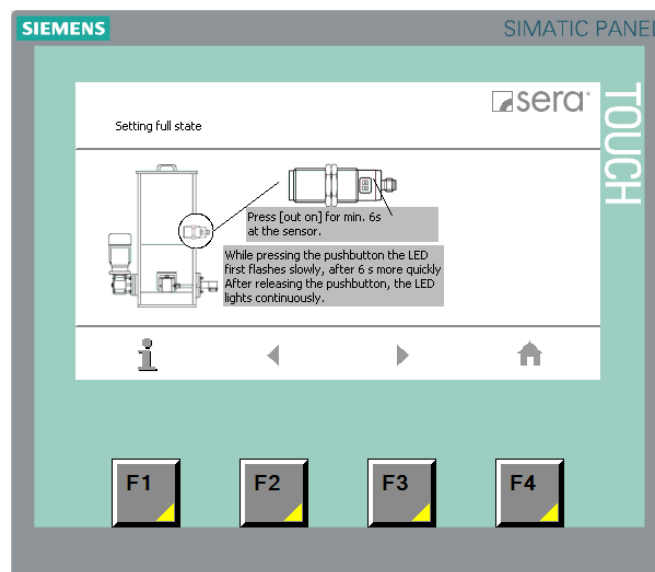 SIEMENS
SIMATIC PANEL
sera
Setting full state
TOUCH
Press [out on] for min. 6s
at the sensor.
While pressing the pushbutton the LED
first flashes slowly, after 6 s more quickly
After releasing the pushbutton, the LED
lights continuously.
F1
F2
F3
F4